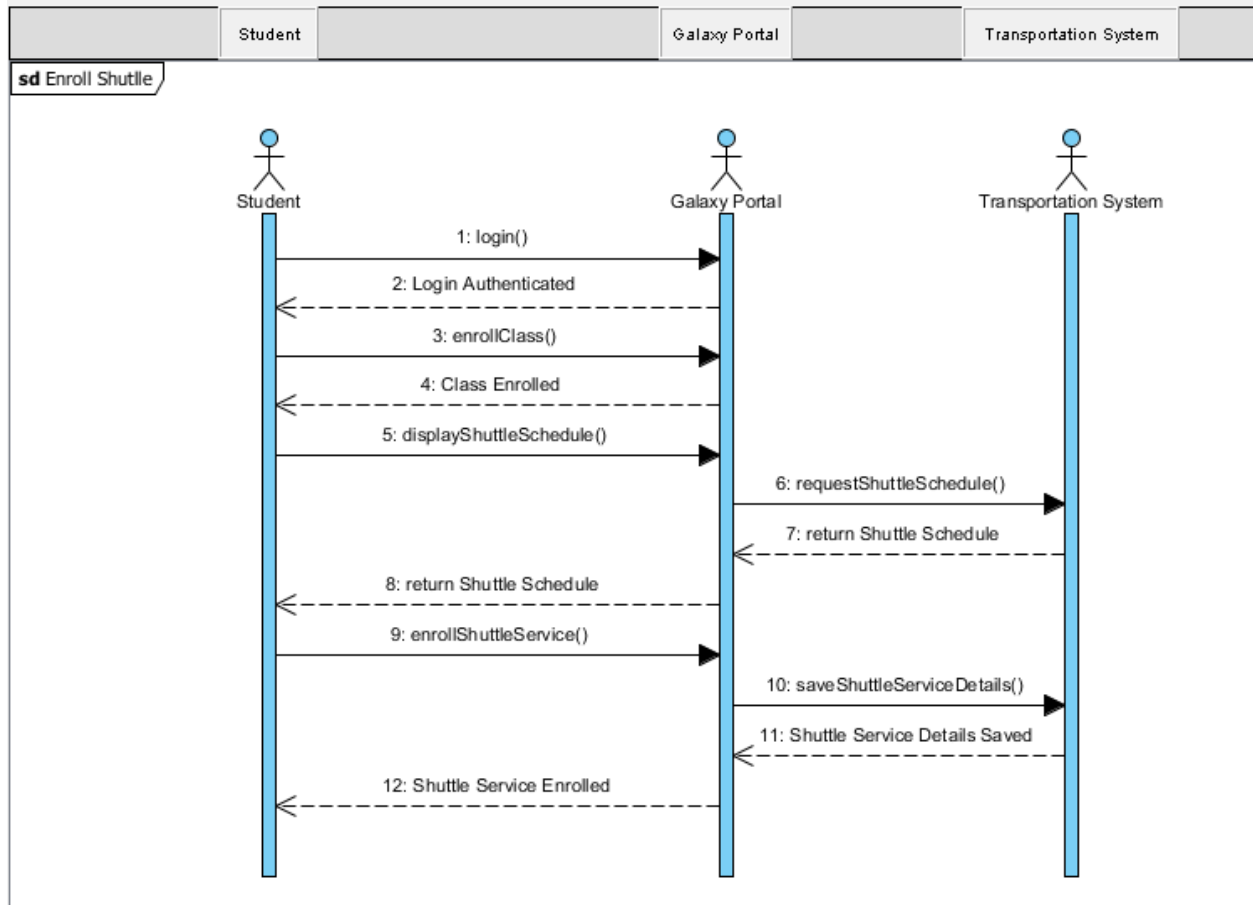 Student
Galaxy Portal
Transportation System
sd Enroll Shutlle
Student
Galaxy Portal
Transportation System
1: login()
2: Login Authenticated
3: enrollClass()
4: Class Enrolled
5: displayShuttleSchedule()
6: requestShuttleSchedule()
7: return Shuttle Schedule
8: return Shuttle Schedule
9: enrollShuttleService()
10: saveShuttleServiceDetails()
11: Shuttle Service Details Saved
12: Shuttle Service Enrolled